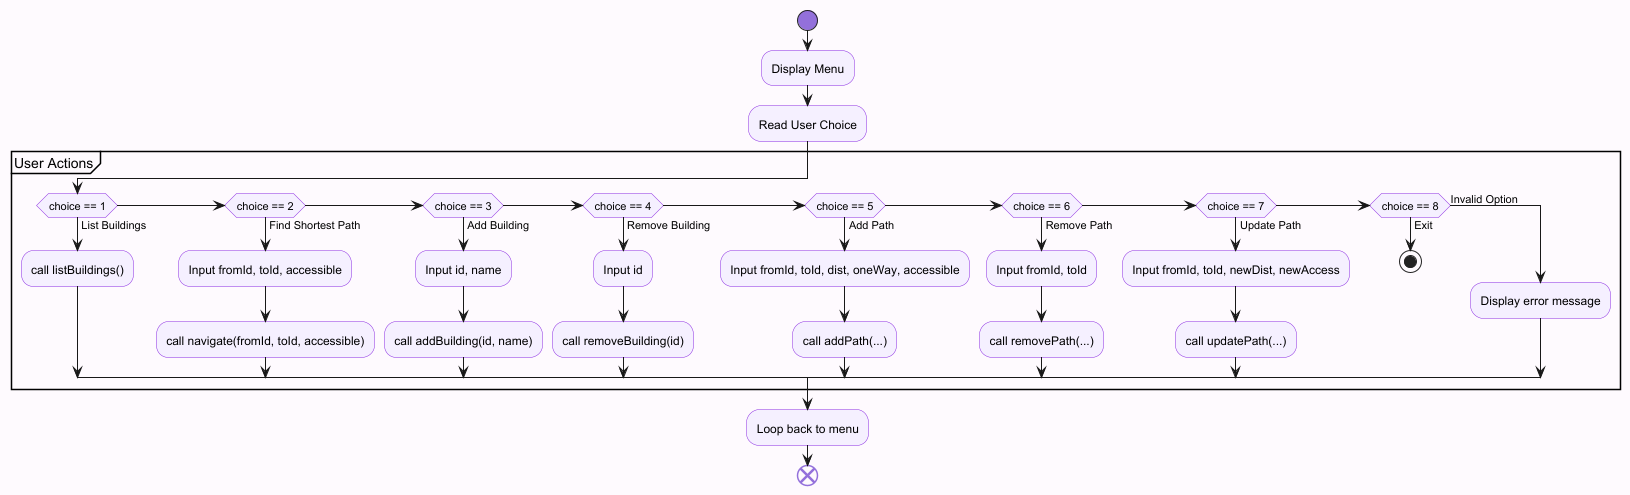 Display Menu
Read User Choice
User Actions
choice == 1
choice == 2
choice == 3
choice == 4
choice == 5
choice == 6
choice == 7
choice == 8
Invalid Option
List Buildings
Find Shortest Path
Add Building
Remove Building
Add Path
Remove Path
Update Path
Exit
call listBuildings()
Input fromId, toId, accessible
Input id, name
Input id
Input fromId, toId, dist, oneWay, accessible
Input fromId, toId
Input fromId, toId, newDist, newAccess
Display error message
call navigate(fromId, toId, accessible)
call addBuilding(id, name)
call removeBuilding(id)
call addPath(...)
call removePath(...)
call updatePath(...)
Loop back to menu